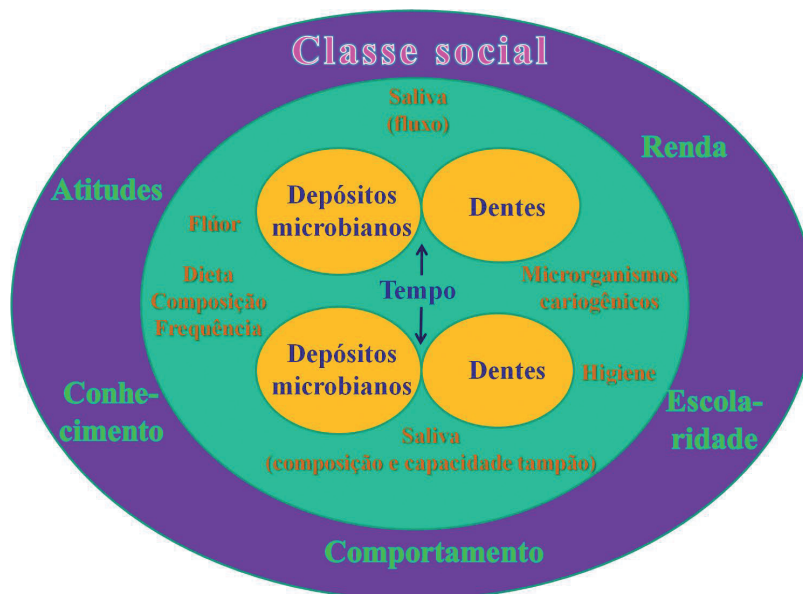 Classe social
Saliva
(fluxo)
Renda
Atitudes
Depósitos
microbianos
Dentes
Flúor
Dieta
Composição
Frequência
Tempo
Microrganismos
cariogênicos
Depósitos
microbianos
Dentes
Higiene
Conhe-
cimento
Escola-
ridade
Saliva
(composição e capacidade tampão)
Comportamento